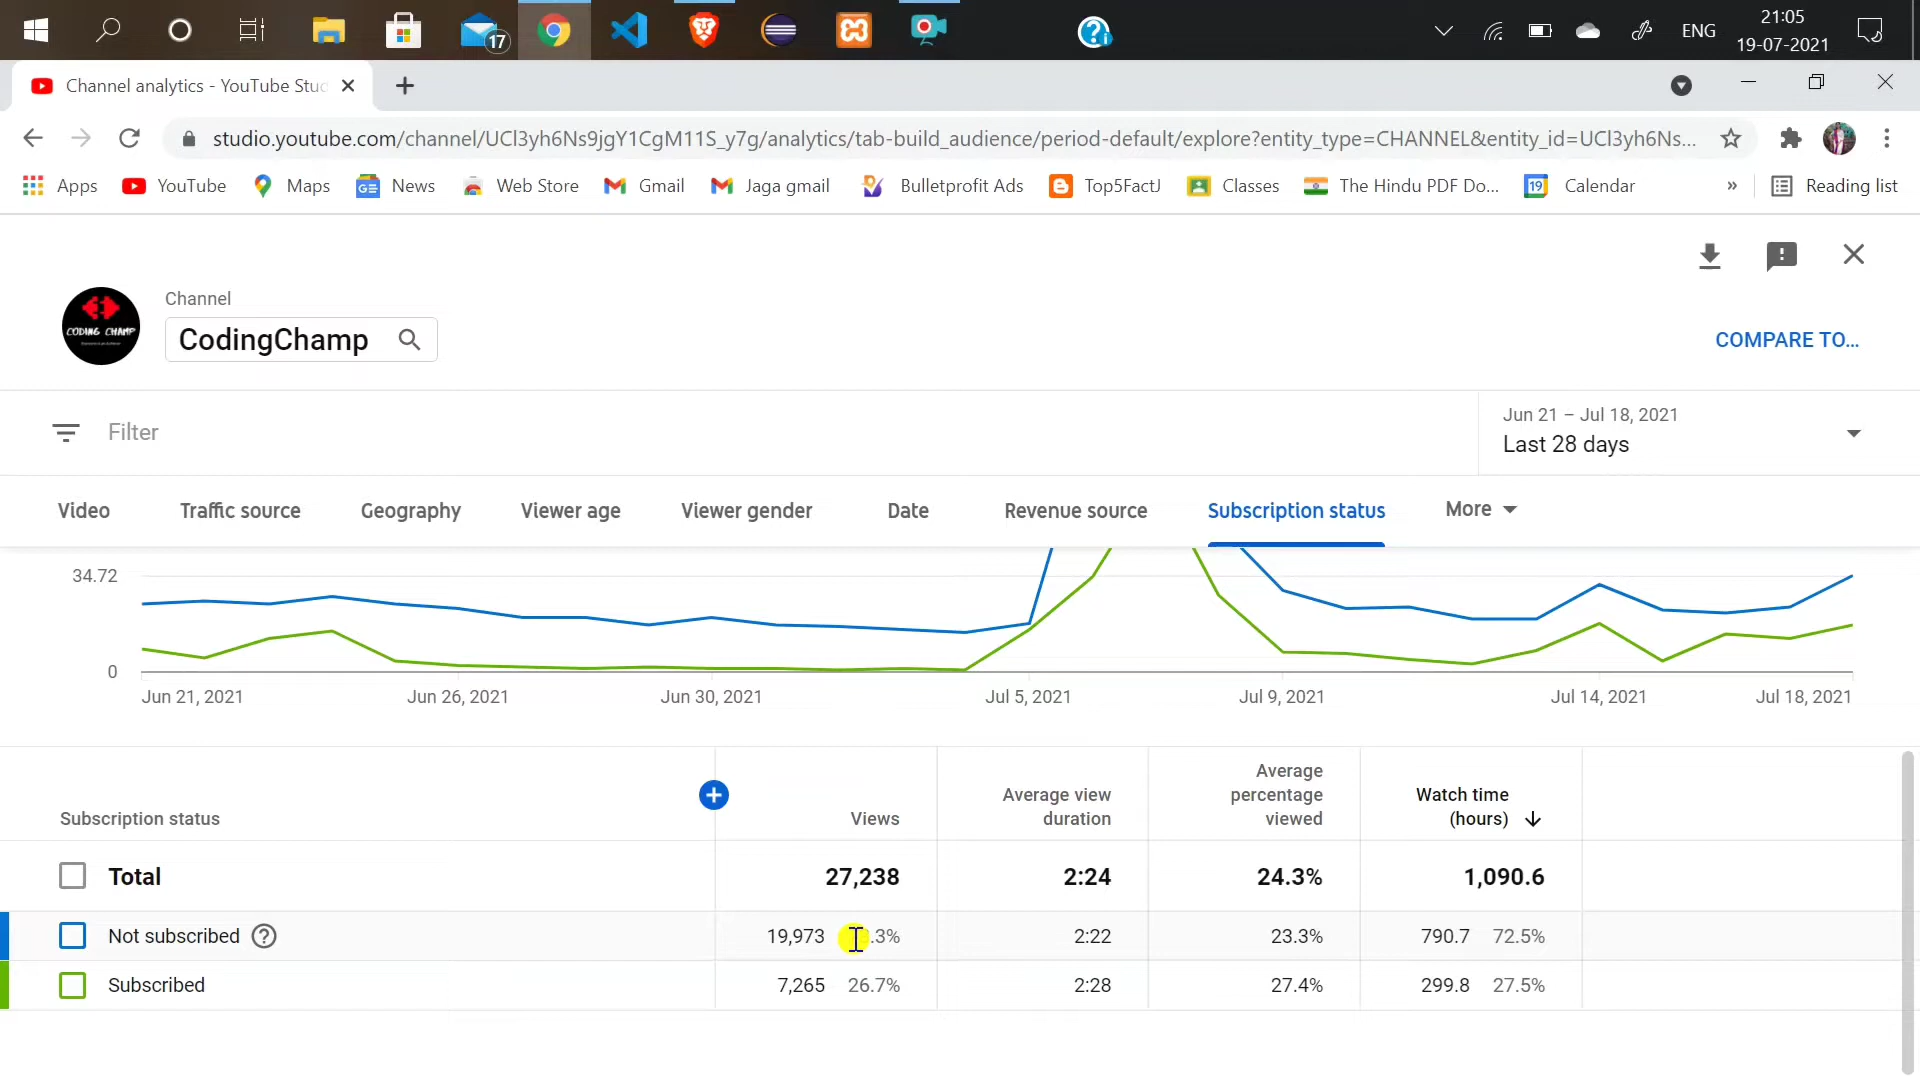 17
ENG
21:05
19-07-2021
Channel analytics - YouTube Stuc
studio.youtube.com/channel/UCl3yh6Ns9jgY1CgM11S_y7g/analytics/tab-build_audience/period-default/explore?entity_type=CHANNEL&entity_id=UCl3yh6Ns...
Apps YouTube Maps News Web Store Gmail Jaga gmail Bulletprofit Ads Top5FactJ Classes The Hindu PDF Do... 19 Calendar » Reading list
CODING CHAMP
Channel
CodingChamp
COMPARE TO...
Filter
Jun 21 – Jul 18, 2021
Last 28 days
Video Traffic source Geography Viewer age Viewer gender Date Revenue source Subscription status More
34.72
0
Jun 21, 2021 Jun 26, 2021 Jun 30, 2021 Jul 5, 2021 Jul 9, 2021 Jul 14, 2021 Jul 18, 2021
Subscription status Views Average view duration Average percentage viewed Watch time (hours)
Total 27,238 2:24 24.3% 1,090.6
Not subscribed 19,973 .3% 2:22 23.3% 790.7 72.5%
Subscribed 7,265 26.7% 2:28 27.4% 299.8 27.5%